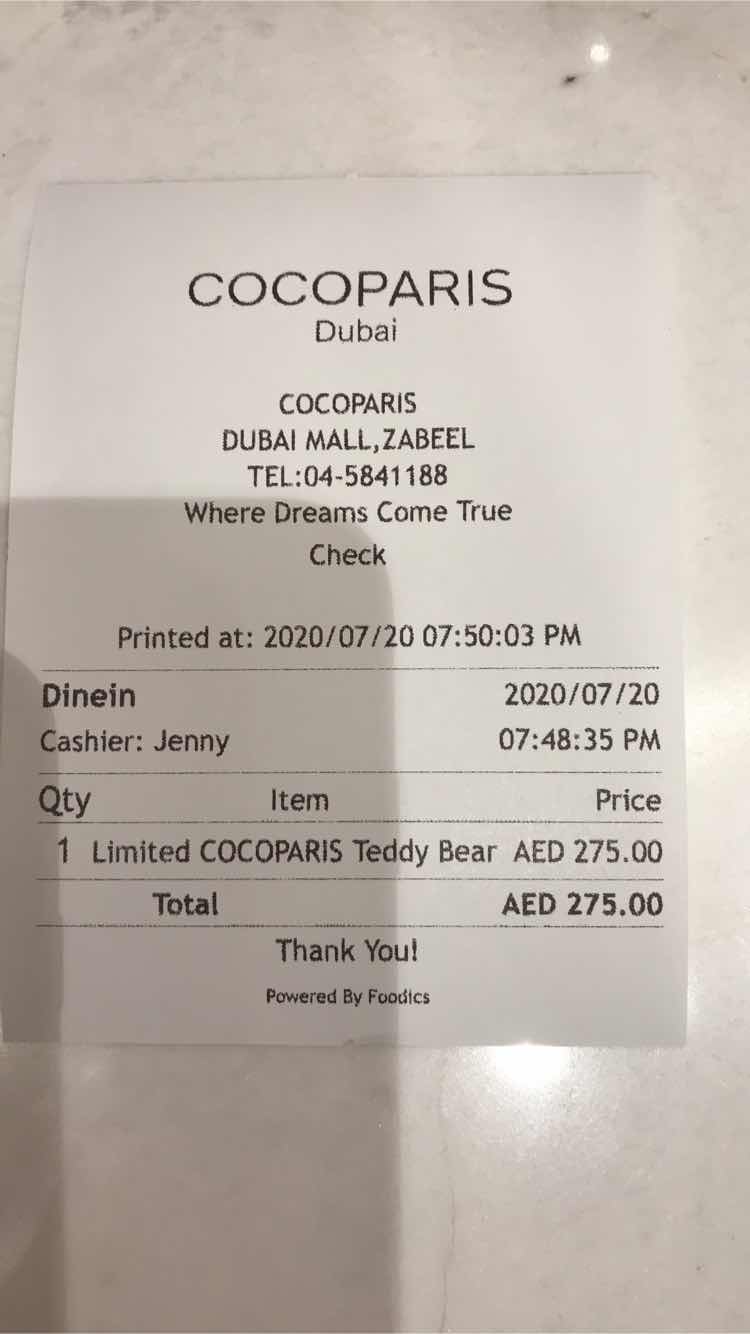 COCOPARIS
Dubai
COCOPARIS
DUBAI MALL,ZABEEL
TEL:04-5841188
Where Dreams Come True
Check
Printed at: 2020/07/20 07:50:03 PM
Dinein 2020/07/20
Cashier: Jenny 07:48:35 PM
Qty Item Price
1 Limited COCOPARIS Teddy Bear AED 275.00
Total AED 275.00
Thank You!
Powered By Foodics